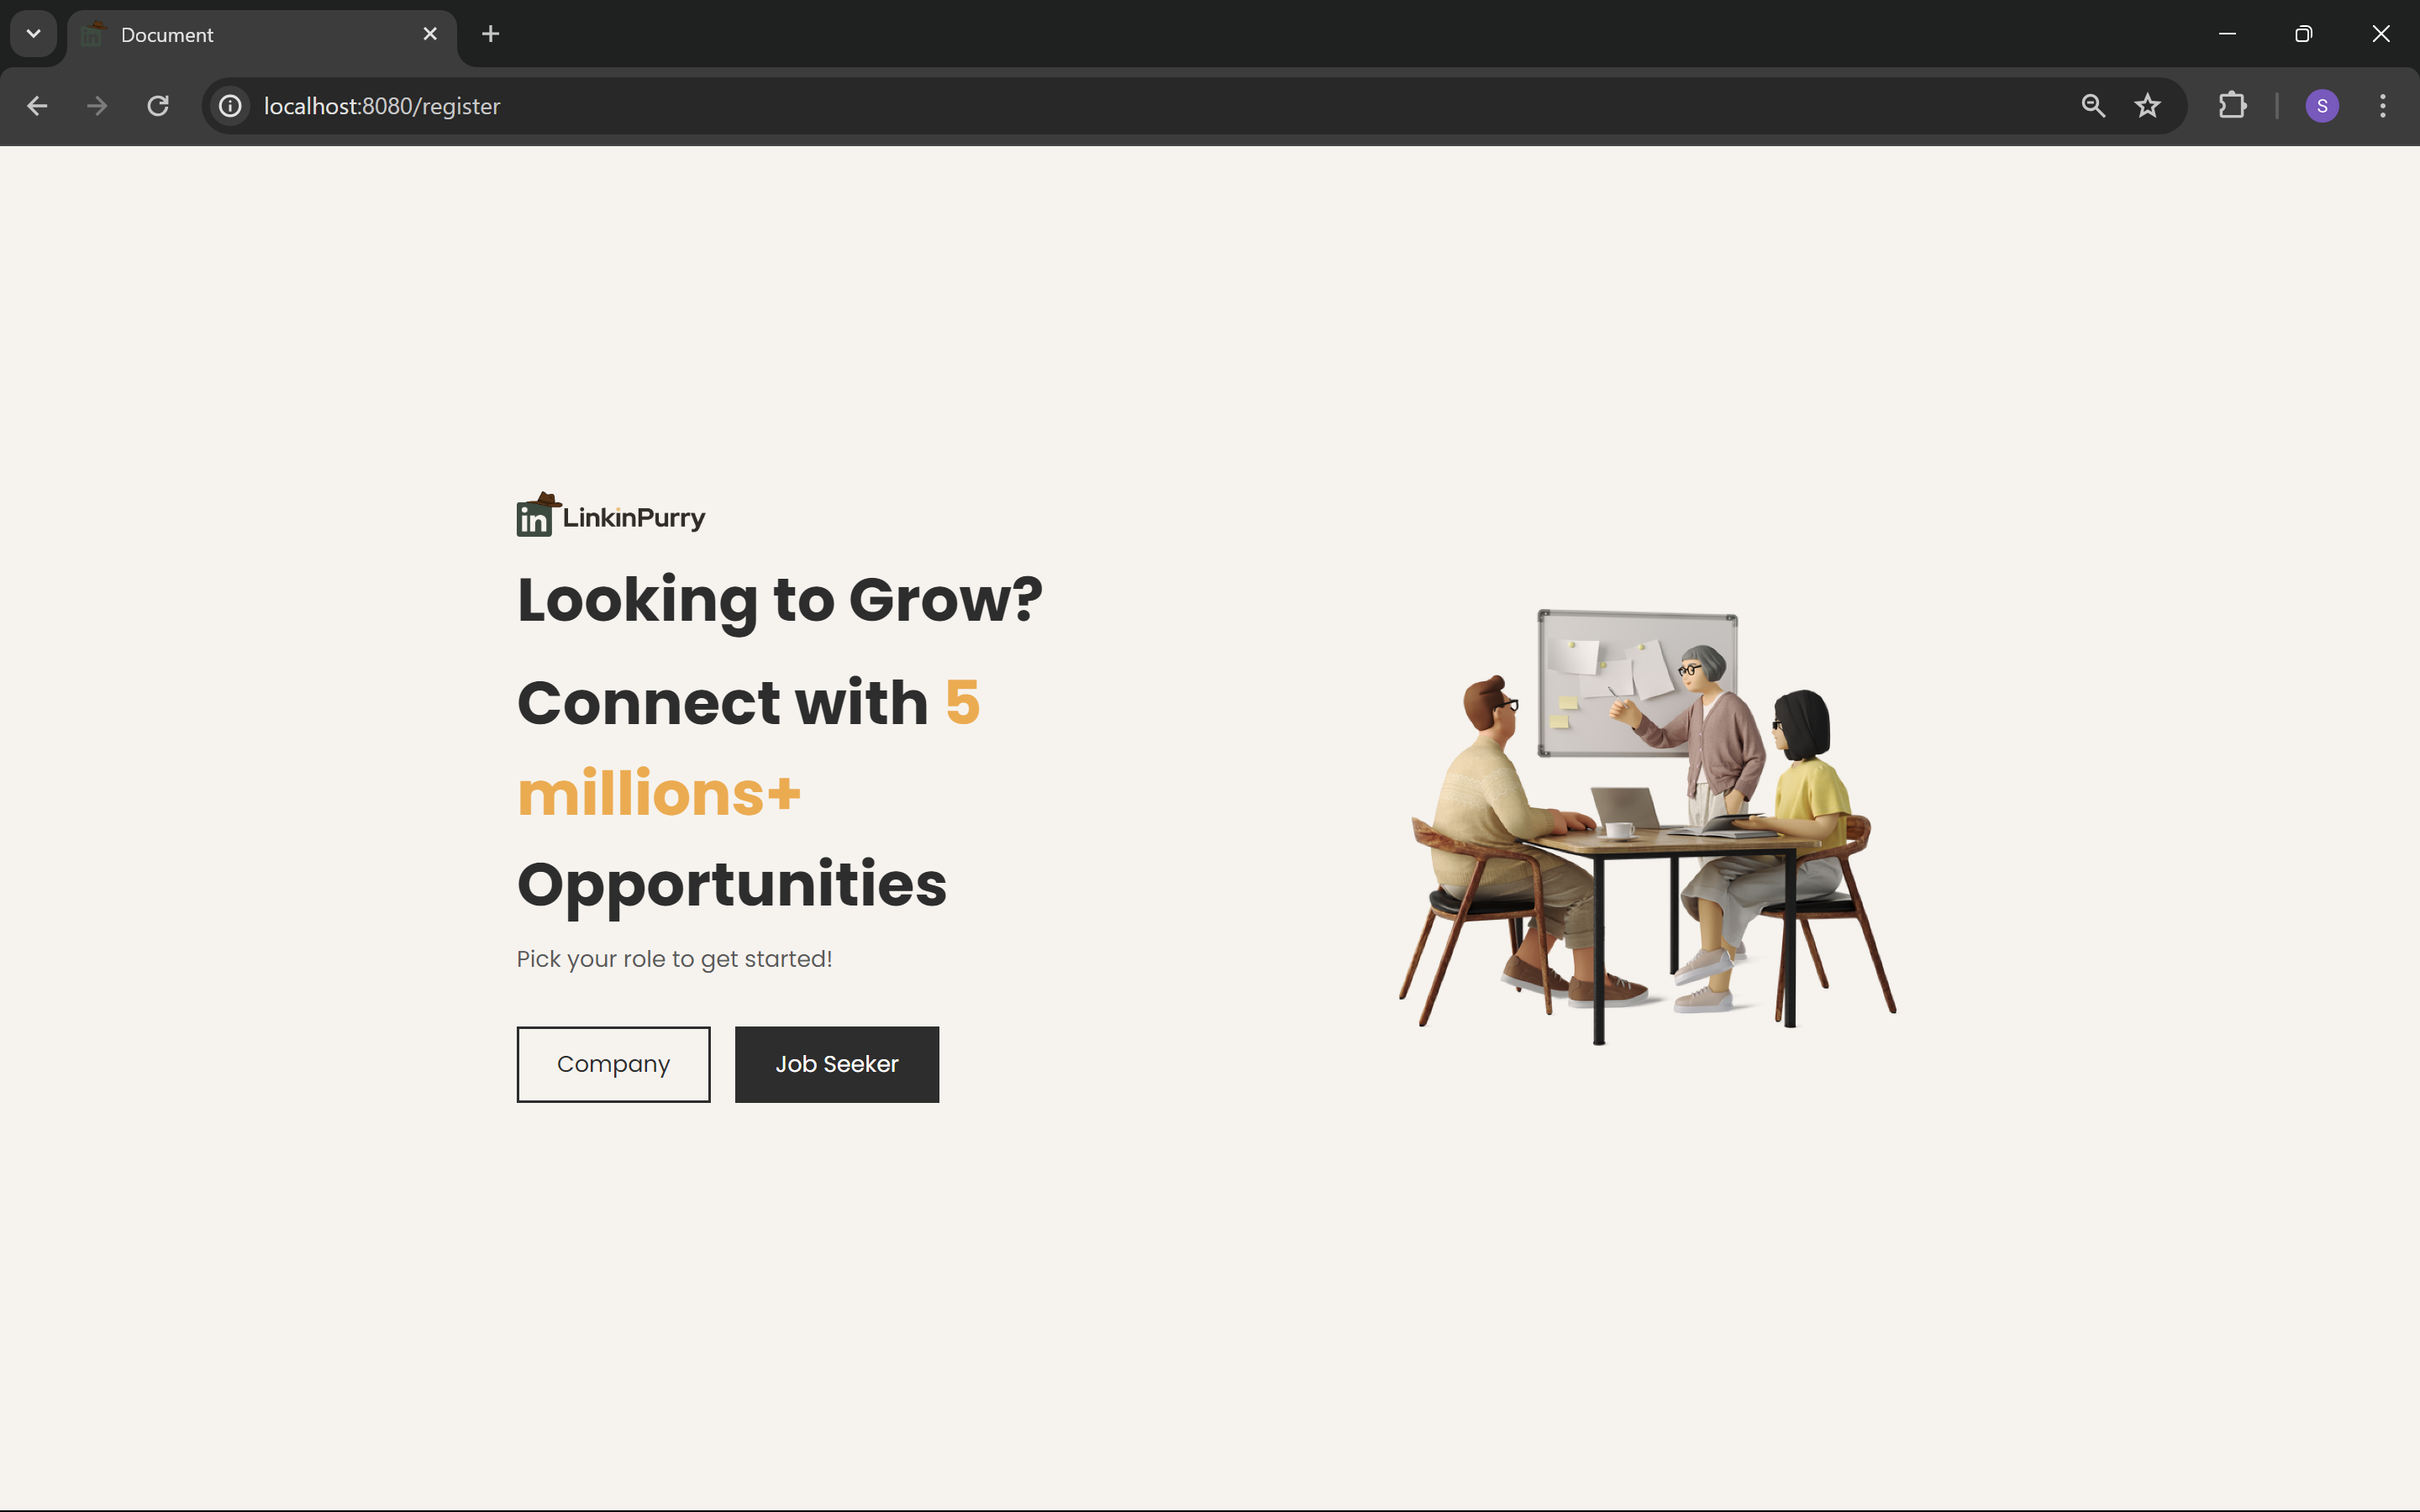 Document
localhost:8080/register
S
in LinkinPurry
Looking to Grow?
Connect with 5
millions+
Opportunities
Pick your role to get started!
Company Job Seeker